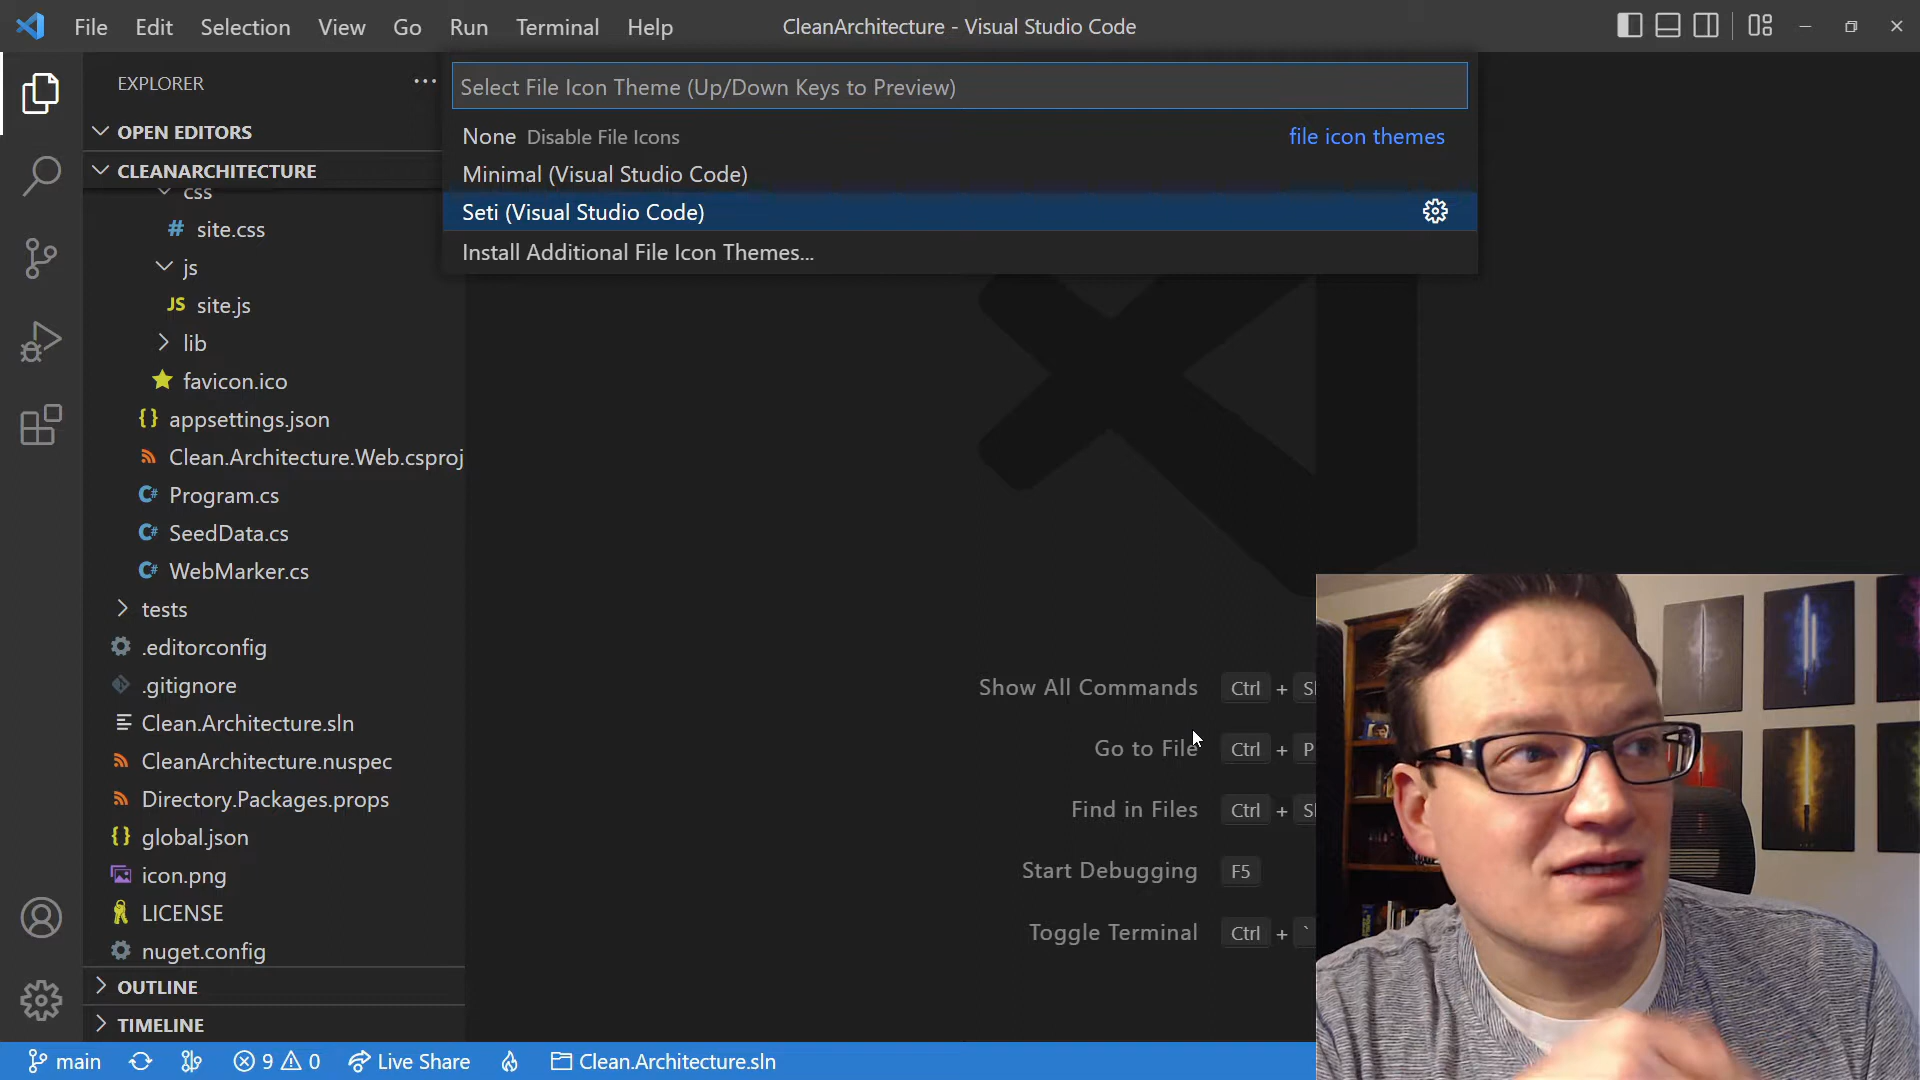 File Edit Selection View Go Run Terminal Help
CleanArchitecture - Visual Studio Code
EXPLORER
OPEN EDITORS
CLEANARCHITECTURE
css
# site.css
js
JS site.js
lib
favicon.ico
{} appsettings.json
Clean.Architecture.Web.csproj
C# Program.cs
C# SeedData.cs
C# WebMarker.cs
tests
.editorconfig
.gitignore
Clean.Architecture.sln
CleanArchitecture.nuspec
Directory.Packages.props
{} global.json
icon.png
LICENSE
nuget.config
OUTLINE
TIMELINE
Select File Icon Theme (Up/Down Keys to Preview)
None Disable File Icons file icon themes
Minimal (Visual Studio Code)
Seti (Visual Studio Code)
Install Additional File Icon Themes...
Show All Commands Ctrl +
Go to File Ctrl + P
Find in Files Ctrl +
Start Debugging F5
Toggle Terminal Ctrl + `
main 9 0 Live Share Clean.Architecture.sln